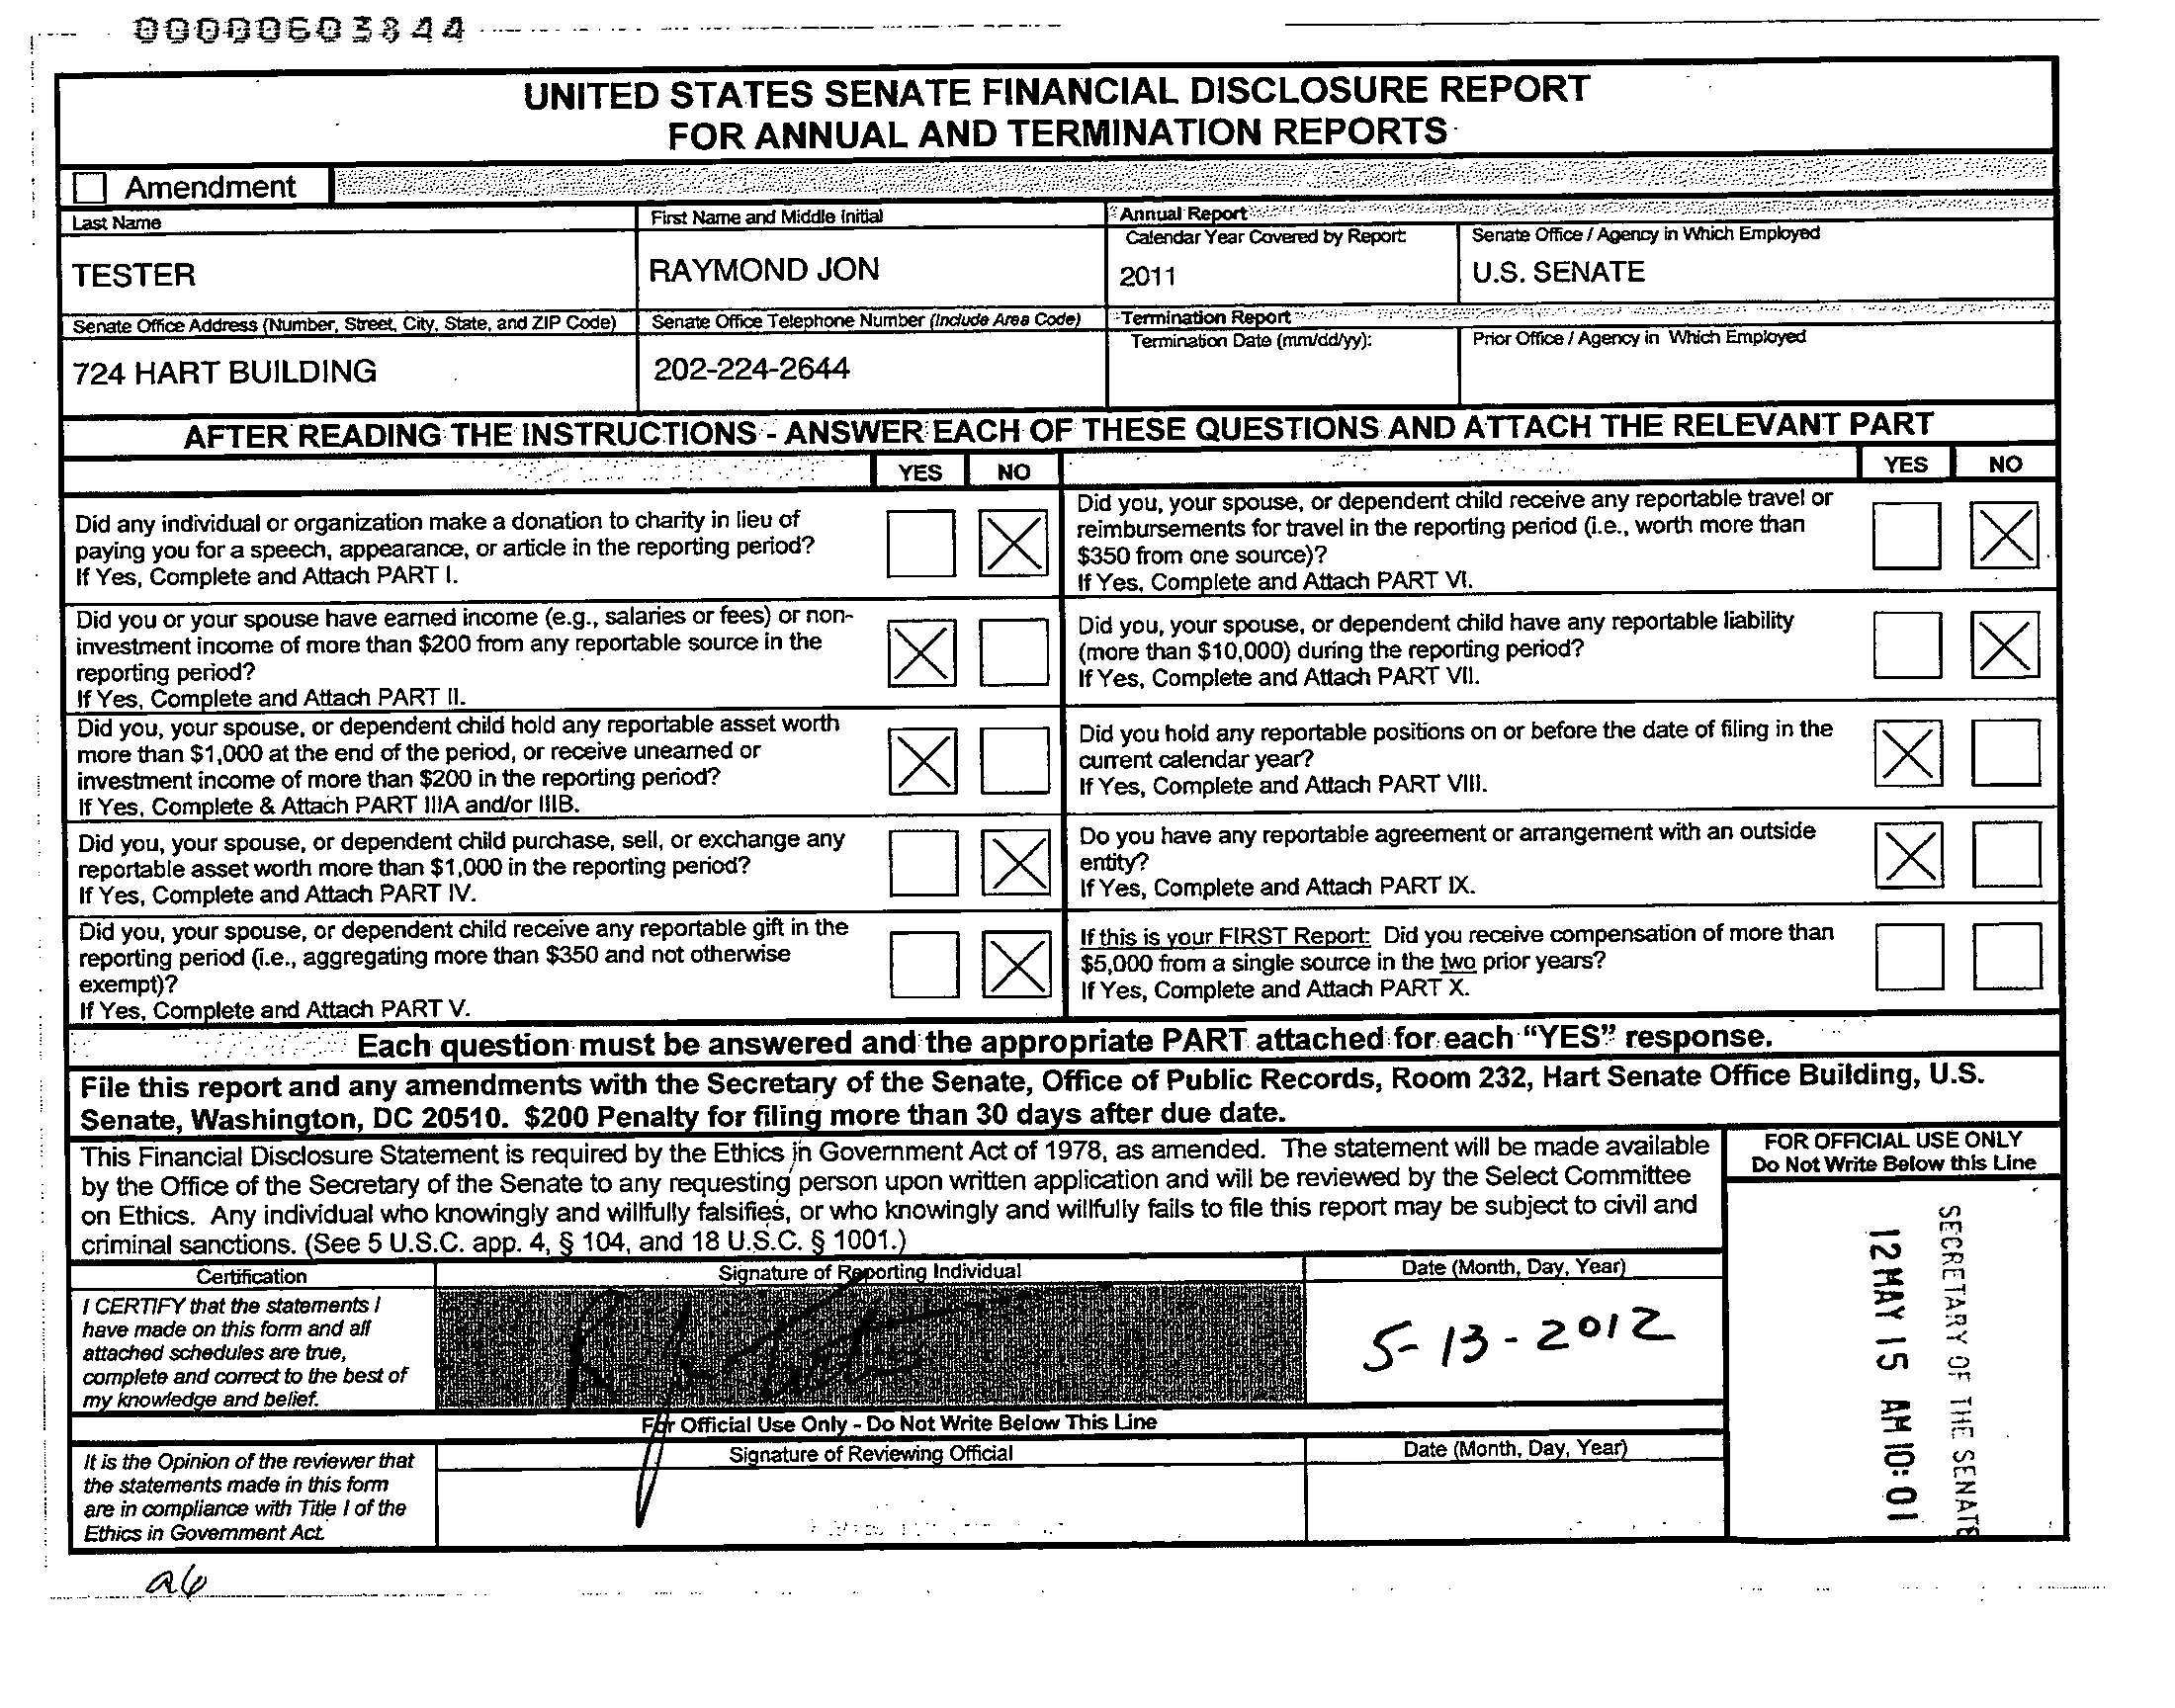 00000603844
UNITED STATES SENATE FINANCIAL DISCLOSURE REPORT
FOR ANNUAL AND TERMINATION REPORTS
Amendment
Last Name
First Name and Middle Initial
Annual Report
Calendar Year Covered by Report:
Senate Office / Agency in Which Employed
TESTER
RAYMOND JON
2011
U.S. SENATE
Senate Office Address (Number, Street, City, State, and ZIP Code)
Senate Office Telephone Number (Include Area Code)
Termination Report
Termination Date (mm/dd/yy):
Prior Office / Agency in Which Employed
724 HART BUILDING
202-224-2644
AFTER READING THE INSTRUCTIONS - ANSWER EACH OF THESE QUESTIONS AND ATTACH THE RELEVANT PART
YES NO
YES NO
Did any individual or organization make a donation to charity in lieu of
paying you for a speech, appearance, or article in the reporting period?
If Yes, Complete and Attach PART I.
Did you, your spouse, or dependent child receive any reportable travel or
reimbursements for travel in the reporting period (i.e., worth more than
$350 from one source)?
If Yes, Complete and Attach PART VI.
Did you or your spouse have earned income (e.g., salaries or fees) or non-
investment income of more than $200 from any reportable source in the
reporting period?
If Yes, Complete and Attach PART II.
Did you, your spouse, or dependent child have any reportable liability
(more than $10,000) during the reporting period?
If Yes, Complete and Attach PART VII.
Did you, your spouse, or dependent child hold any reportable asset worth
more than $1,000 at the end of the period, or receive unearned or
investment income of more than $200 in the reporting period?
If Yes, Complete & Attach PART IIIA and/or IIIB.
Did you hold any reportable positions on or before the date of filing in the
current calendar year?
If Yes, Complete and Attach PART VIII.
Did you, your spouse, or dependent child purchase, sell, or exchange any
reportable asset worth more than $1,000 in the reporting period?
If Yes, Complete and Attach PART IV.
Do you have any reportable agreement or arrangement with an outside
entity?
If Yes, Complete and Attach PART IX.
Did you, your spouse, or dependent child receive any reportable gift in the
reporting period (i.e., aggregating more than $350 and not otherwise
exempt)?
If Yes, Complete and Attach PART V.
If this is your FIRST Report: Did you receive compensation of more than
$5,000 from a single source in the two prior years?
If Yes, Complete and Attach PART X.
Each question must be answered and the appropriate PART attached for each “YES” response.
File this report and any amendments with the Secretary of the Senate, Office of Public Records, Room 232, Hart Senate Office Building, U.S.
Senate, Washington, DC 20510. $200 Penalty for filing more than 30 days after due date.
This Financial Disclosure Statement is required by the Ethics in Government Act of 1978, as amended. The statement will be made available
by the Office of the Secretary of the Senate to any requesting person upon written application and will be reviewed by the Select Committee
on Ethics. Any individual who knowingly and willfully falsifies, or who knowingly and willfully fails to file this report may be subject to civil and
criminal sanctions. (See 5 U.S.C. app. 4, § 104, and 18 U.S.C. § 1001.)
FOR OFFICIAL USE ONLY
Do Not Write Below this Line
SECRETARY OF THE SENATE
12 MAY 15 AM 10:01
Certification
Signature of Reporting Individual
Date (Month, Day, Year)
I CERTIFY that the statements I
have made on this form and all
attached schedules are true,
complete and correct to the best of
my knowledge and belief.
5-13-2012
For Official Use Only - Do Not Write Below This Line
It is the Opinion of the reviewer that
the statements made in this form
are in compliance with Title I of the
Ethics in Government Act.
Signature of Reviewing Official
Date (Month, Day, Year)